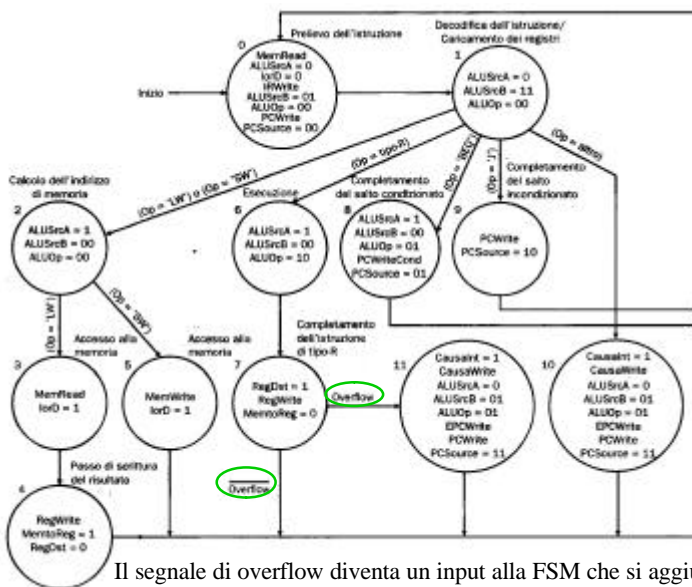 Prelievo dell'istruzione
0
MemRead
ALUSrcA = 0
IorD = 0
IRWrite
ALUSrcB = 01
ALUOp = 00
PCWrite
PCSource = 00
Inizio
Decodifica dell'istruzione/
Caricamento dei registri
1
ALUSrcA = 0
ALUSrcB = 11
ALUOp = 00
(Op = 'LW') o (Op = 'SW')
(Op = tipo-R)
(Op = 'J')
(Op = altro)
Calcolo dell'indirizzo
di memoria
2
ALUSrcA = 1
ALUSrcB = 00
ALUOp = 00
Esecuzione
6
ALUSrcA = 1
ALUSrcB = 00
ALUOp = 10
Completamento
del salto condizionato
8
ALUSrcA = 1
ALUSrcB = 00
ALUOp = 01
PCWriteCond
PCSource = 01
Completamento
del salto
incondizionato
9
PCWrite
PCSource = 10
(Op = 'LW')
(Op = 'SW')
Accesso alla
memoria
3
MemRead
IorD = 1
Accesso alla
memoria
5
MemWrite
IorD = 1
Completamento
dell'istruzione
di tipo-R
7
RegDst = 1
RegWrite
MemtoReg = 0
Overflow
Overflow
11
CausaInt = 1
CausaWrite
ALUSrcA = 0
ALUSrcB = 01
ALUOp = 01
EPCWrite
PCWrite
PCSource = 11
10
CausaInt = 1
CausaWrite
ALUSrcA = 0
ALUSrcB = 01
ALUOp = 01
EPCWrite
PCWrite
PCSource = 11
Passo di scrittura
del risultato
4
RegWrite
MemtoReg = 1
RegDst = 0
Il segnale di overflow diventa un input alla FSM che si aggiu